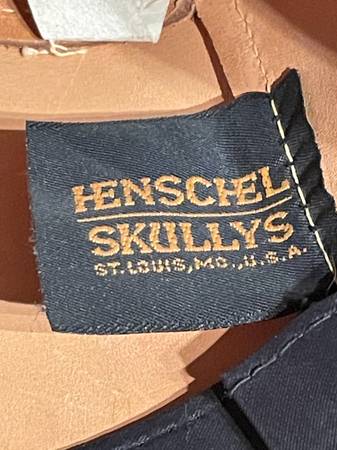 HENSCHEL
SKULLYS
ST. LOUIS, MO., U.S.A.